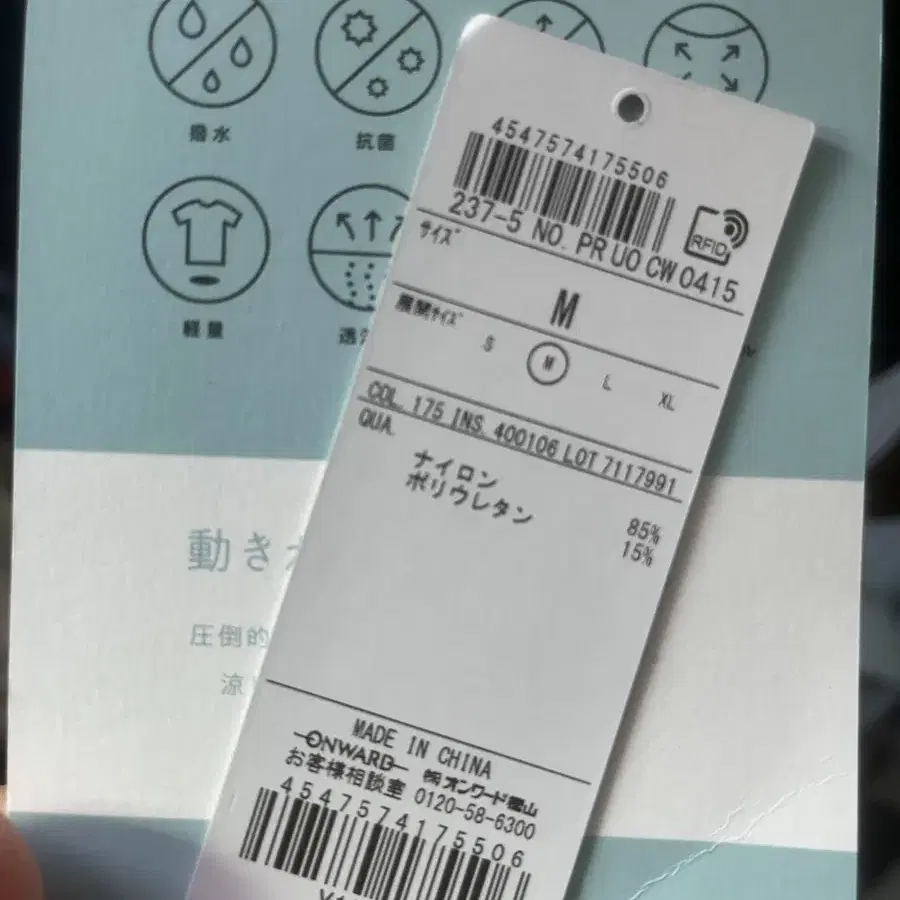 撥水
抗菌
軽量
動き
圧倒的
涼
4547574175506
237-5 NO. PR UO CW 0415
RFID
サイズ
M
展開サイズ
S M L XL
COL. 175 INS. 400106 LOT 7117991
QUA.
ナイロン 85%
ポリウレタン 15%
MADE IN CHINA
ONWARD ㈱オンワード樫山
お客様相談室 0120-58-6300
4547574175506